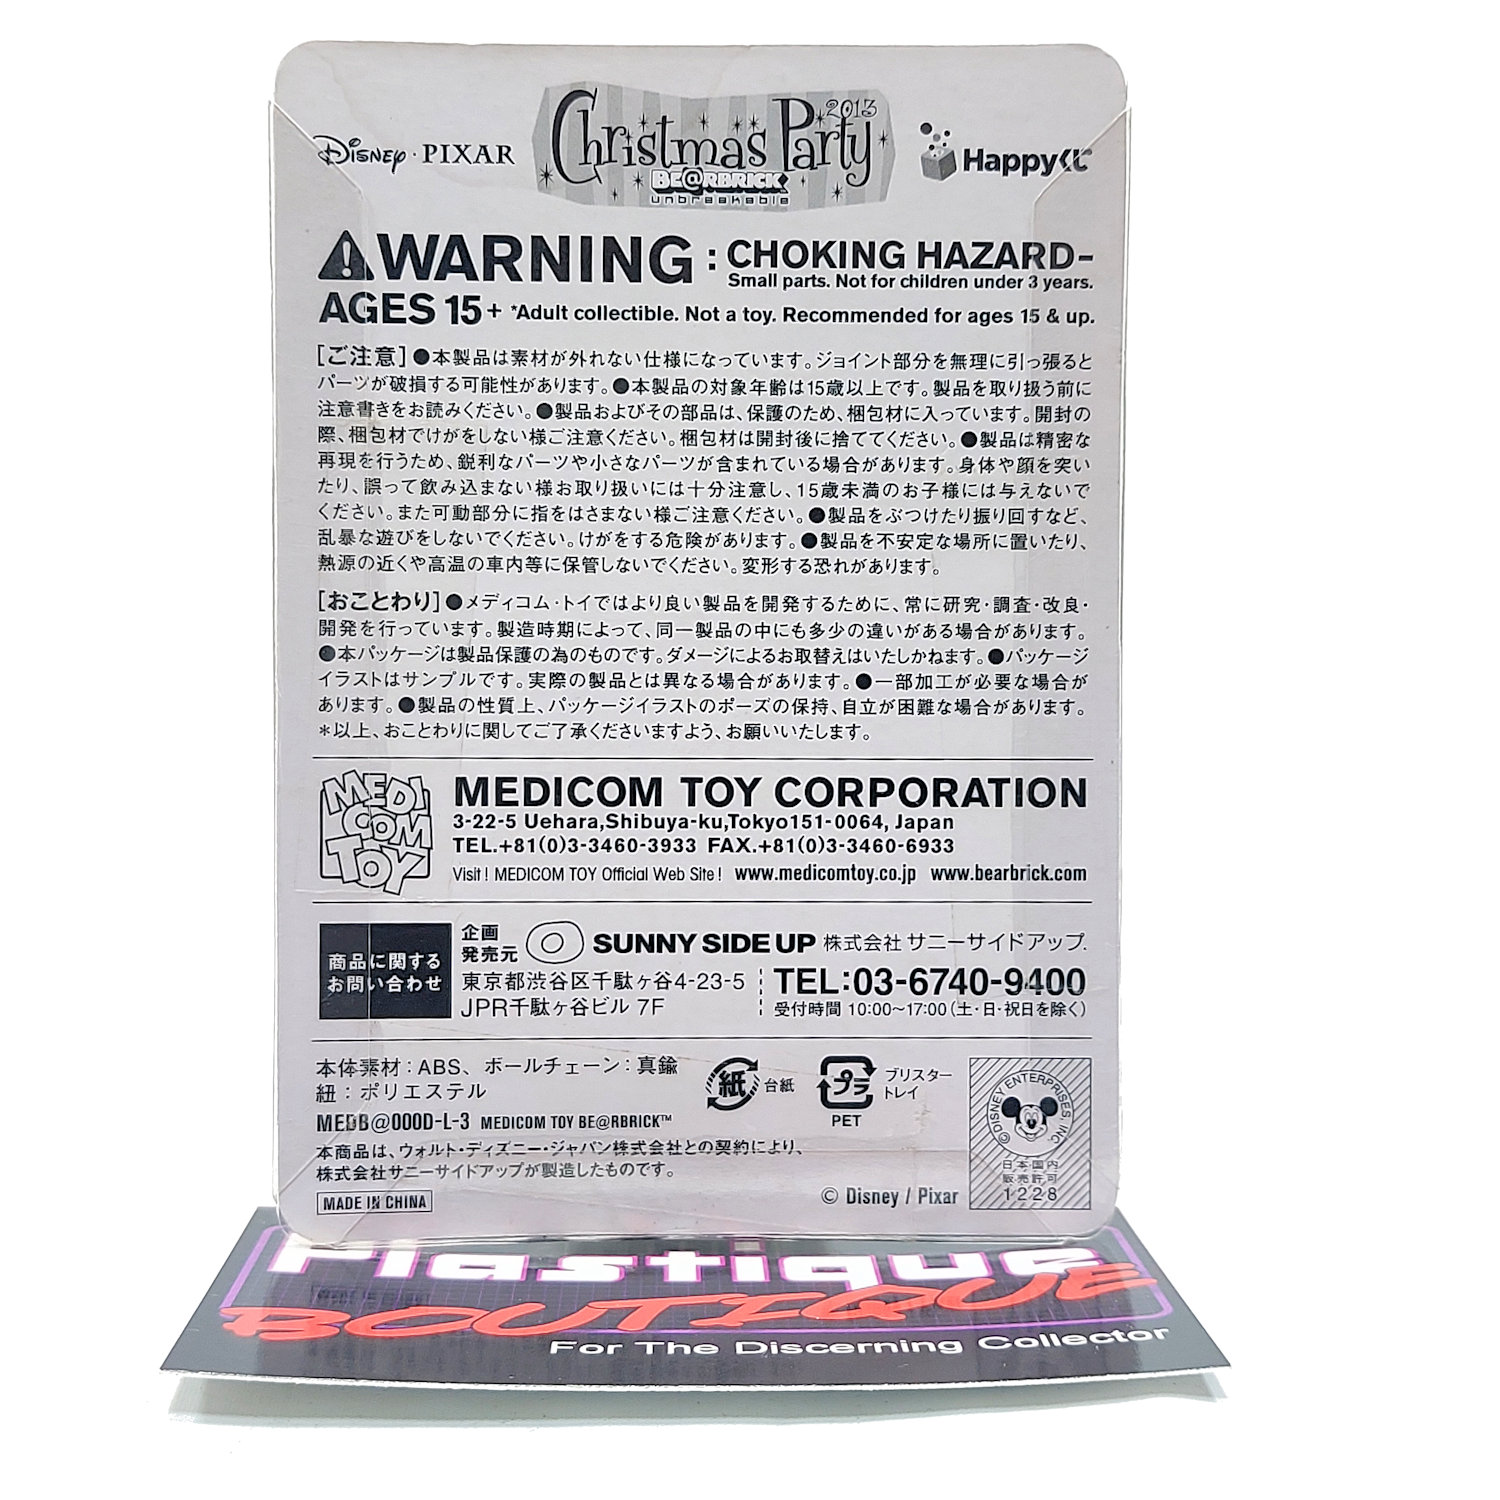 Disney · PIXAR
Christmas Party 2013
BE@RBRICK
unbreakable
Happyくじ
WARNING : CHOKING HAZARD-
Small parts. Not for children under 3 years.
AGES 15+ *Adult collectible. Not a toy. Recommended for ages 15 & up.
[ご注意] ●本製品は素材が外れない仕様になっています。ジョイント部分を無理に引っ張ると
パーツが破損する可能性があります。●本製品の対象年齢は15歳以上です。製品を取り扱う前に
注意書きをお読みください。●製品およびその部品は、保護のため、梱包材に入っています。開封の
際、梱包材でけがをしない様ご注意ください。梱包材は開封後に捨ててください。●製品は精密な
再現を行うため、鋭利なパーツや小さなパーツが含まれている場合があります。身体や顔を突い
たり、誤って飲み込まない様お取り扱いには十分注意し、15歳未満のお子様には与えないで
ください。また可動部分に指をはさまない様ご注意ください。●製品をぶつけたり振り回すなど、
乱暴な遊びをしないでください。けがをする危険があります。●製品を不安定な場所に置いたり、
熱源の近くや高温の車内等に保管しないでください。変形する恐れがあります。
[おことわり] ●メディコム・トイではより良い製品を開発するために、常に研究・調査・改良・
開発を行っています。製造時期によって、同一製品の中にも多少の違いがある場合があります。
●本パッケージは製品保護の為のものです。ダメージによるお取替えはいたしかねます。●パッケージ
イラストはサンプルです。実際の製品とは異なる場合があります。●一部加工が必要な場合が
あります。●製品の性質上、パッケージイラストのポーズの保持、自立が困難な場合があります。
＊以上、おことわりに関してご了承くださいますよう、お願いいたします。
MEDI
COM
TOY
MEDICOM TOY CORPORATION
3-22-5 Uehara,Shibuya-ku,Tokyo151-0064, Japan
TEL.+81(0)3-3460-3933 FAX.+81(0)3-3460-6933
Visit! MEDICOM TOY Official Web Site! www.medicomtoy.co.jp www.bearbrick.com
商品に関する
お問い合わせ
企画
発売元
SUNNY SIDE UP 株式会社 サニーサイドアップ.
東京都渋谷区千駄ヶ谷4-23-5
JPR千駄ヶ谷ビル 7F
TEL:03-6740-9400
受付時間 10:00~17:00(土・日・祝日を除く)
本体素材：ABS、ボールチェーン：真鍮
紐：ポリエステル
MEDB@000D-L-3 MEDICOM TOY BE@RBRICK™
本商品は、ウォルト・ディズニー・ジャパン株式会社との契約により、
株式会社サニーサイドアップが製造したものです。
MADE IN CHINA
紙 台紙
プラ
PET
ブリスター
トレイ
© DISNEY ENTERPRISES, INC.
日本国内
販売許可
1228
© Disney / Pixar
Plastique
BOUTIQUE
For The Discerning Collector